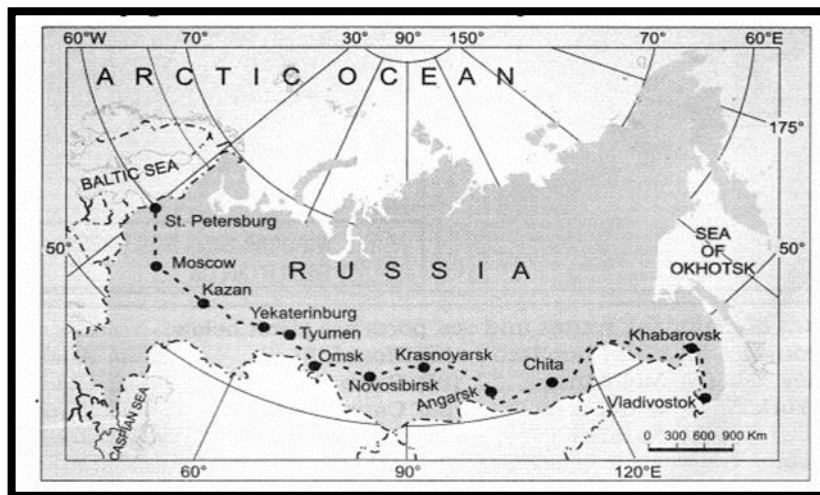 60°W 70° 30° 90° 150° 70° 60°E
ARCTIC OCEAN
175°
BALTIC SEA
St. Petersburg
50°
Moscow
RUSSIA
SEA
OF
OKHOTSK
50°
Kazan
Yekaterinburg
Tyumen
Omsk
Krasnoyarsk
Chita
Khabarovsk
Novosibirsk
Angarsk
Vladivostok
CASPIAN SEA
0 300 600 900 Km
60° 90° 120°E